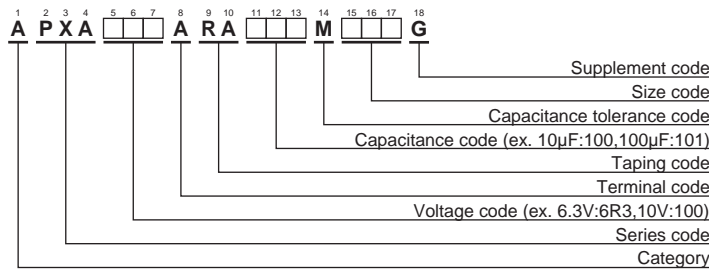 1 2 3 4 5 6 7 8 9 10 11 12 13 14 15 16 17 18
A P X A A R A M G
Supplement code
Size code
Capacitance tolerance code
Capacitance code (ex. 10μF:100,100μF:101)
Taping code
Terminal code
Voltage code (ex. 6.3V:6R3,10V:100)
Series code
Category